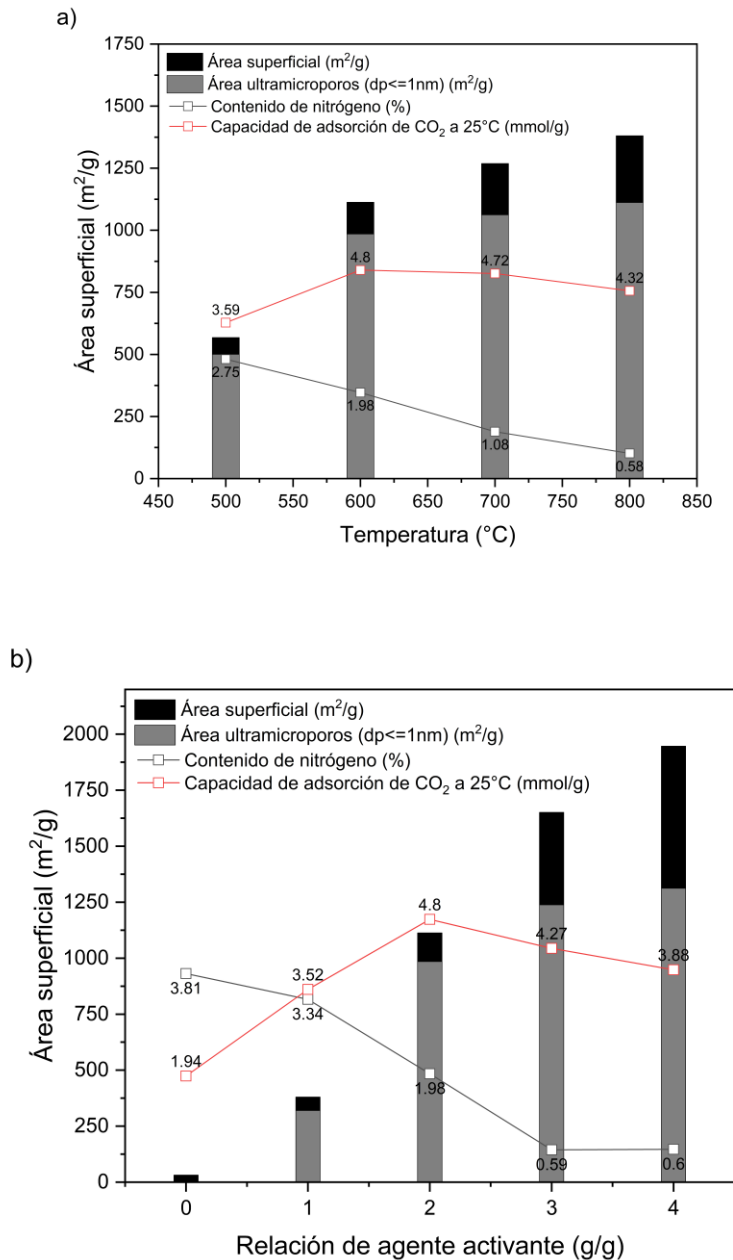 a)
1750
1500
1250
1000
750
500
250
0
Área superficial (m²/g)
Área superficial (m²/g)
Área ultramicroporos (dp<=1nm) (m²/g)
Contenido de nitrógeno (%)
Capacidad de adsorción de CO₂ a 25°C (mmol/g)
3.59
4.8
4.72
4.32
2.75
1.98
1.08
0.58
450 500 550 600 650 700 750 800 850
Temperatura (°C)
b)
2000
1750
1500
1250
1000
750
500
250
0
Área superficial (m²/g)
Área superficial (m²/g)
Área ultramicroporos (dp<=1nm) (m²/g)
Contenido de nitrógeno (%)
Capacidad de adsorción de CO₂ a 25°C (mmol/g)
3.81
3.52
4.8
4.27
3.88
1.94
3.34
1.98
0.59
0.6
0 1 2 3 4
Relación de agente activante (g/g)